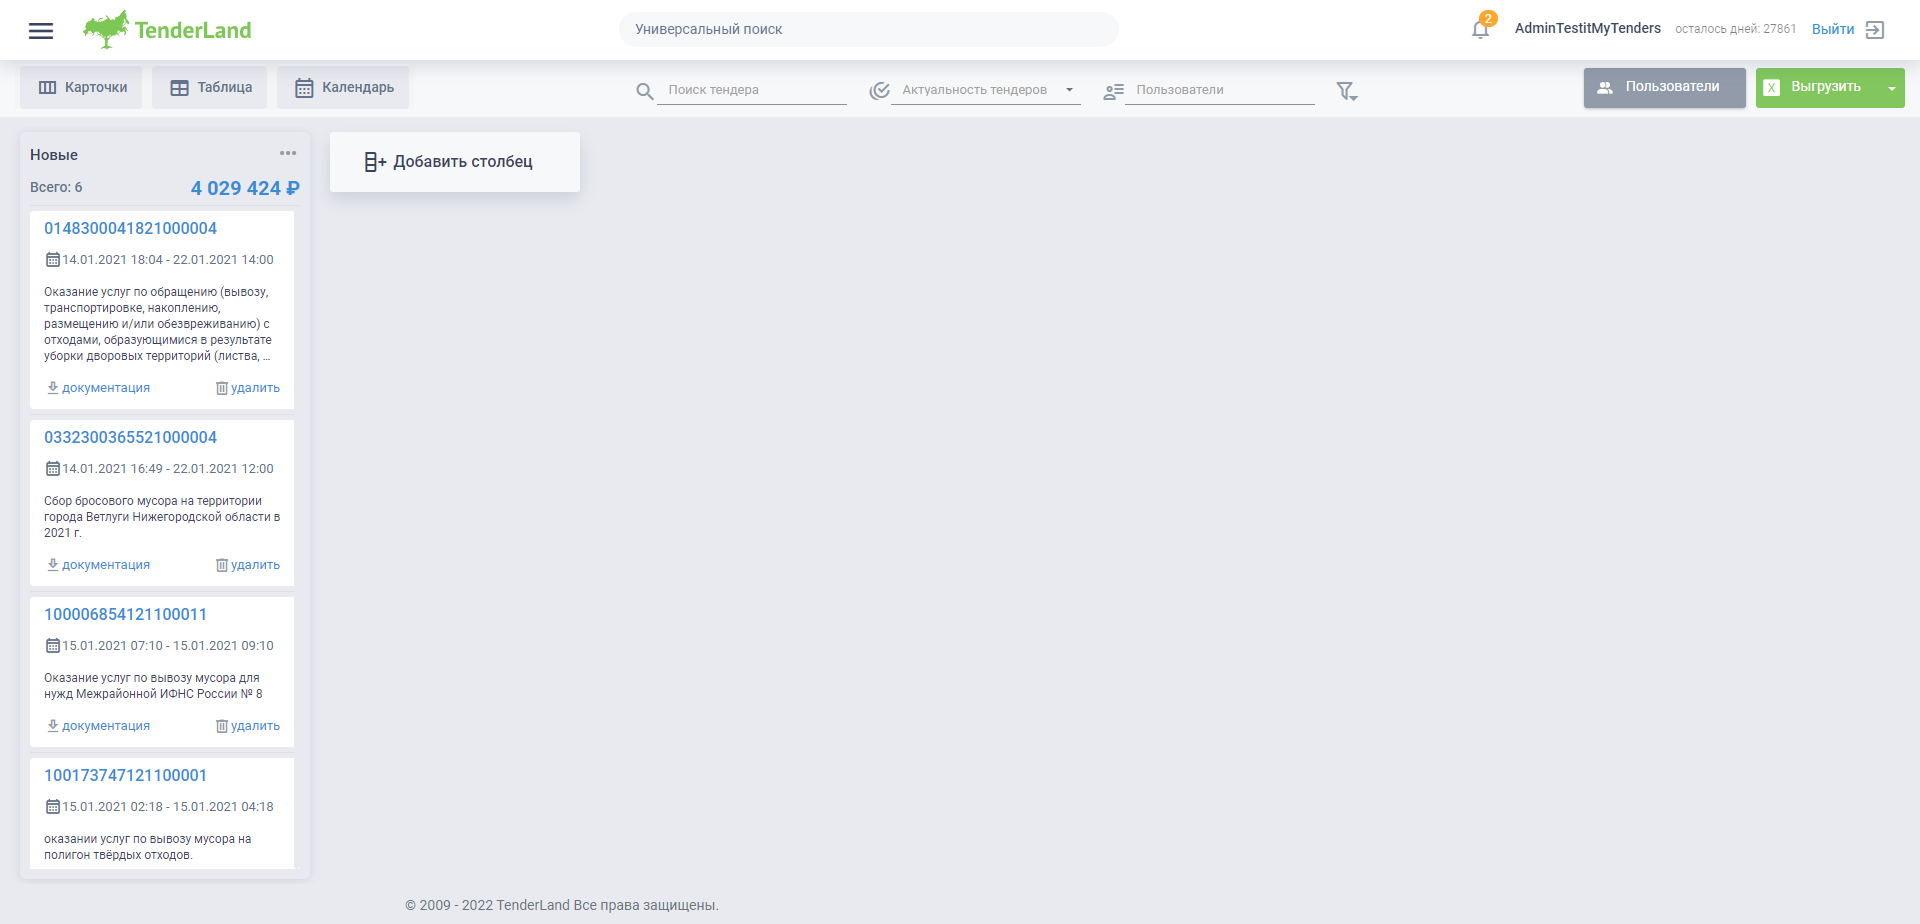 TenderLand
Универсальный поиск
2
AdminTestitMyTenders
осталось дней: 27861
Выйти
Карточки
Таблица
Календарь
Поиск тендера
Актуальность тендеров
Пользователи
Пользователи
X
Выгрузить
Новые
Всего: 6
4 029 424 ₽
0148300041821000004
14.01.2021 18:04 - 22.01.2021 14:00
Оказание услуг по обращению (вывозу,
транспортировке, накоплению,
размещению и/или обезвреживанию) с
отходами, образующимися в результате
уборки дворовых территорий (листва, ...
документация
удалить
0332300365521000004
14.01.2021 16:49 - 22.01.2021 12:00
Сбор бросового мусора на территории
города Ветлуги Нижегородской области в
2021 г.
документация
удалить
100006854121100011
15.01.2021 07:10 - 15.01.2021 09:10
Оказание услуг по вывозу мусора для
нужд Межрайонной ИФНС России № 8
документация
удалить
100173747121100001
15.01.2021 02:18 - 15.01.2021 04:18
оказании услуг по вывозу мусора на
полигон твёрдых отходов.
Добавить столбец
© 2009 - 2022 TenderLand Все права защищены.